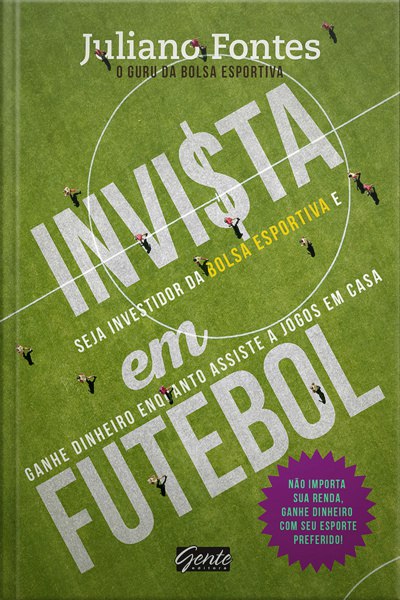 Juliano Fontes
O GURU DA BOLSA ESPORTIVA
INVI$TA
SEJA INVESTIDOR DA BOLSA ESPORTIVA E
em
GANHE DINHEIRO ENQUANTO ASSISTE A JOGOS EM CASA
FUTEBOL
NÃO IMPORTA
SUA RENDA,
GANHE DINHEIRO
COM SEU ESPORTE
PREFERIDO!
Gente
editora